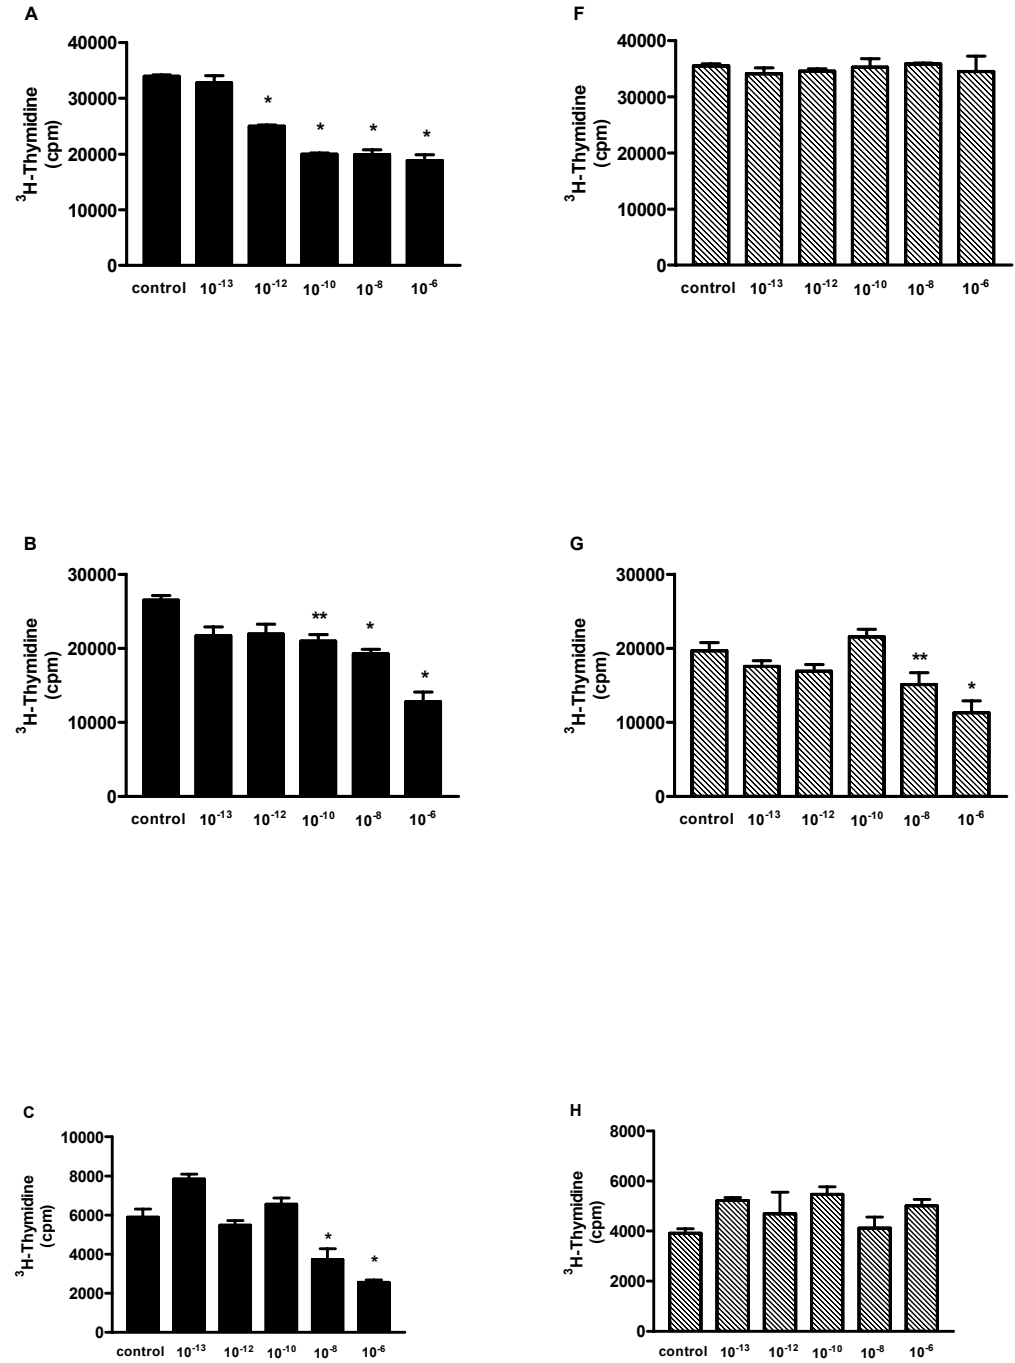 A
40000
30000
20000
10000
0
³H-Thymidine
(cpm)
* * * *
control 10⁻¹³ 10⁻¹² 10⁻¹⁰ 10⁻⁸ 10⁻⁶
F
40000
30000
20000
10000
0
³H-Thymidine
(cpm)
control 10⁻¹³ 10⁻¹² 10⁻¹⁰ 10⁻⁸ 10⁻⁶
B
30000
20000
10000
0
³H-Thymidine
(cpm)
** * *
control 10⁻¹³ 10⁻¹² 10⁻¹⁰ 10⁻⁸ 10⁻⁶
G
30000
20000
10000
0
³H-Thymidine
(cpm)
** *
control 10⁻¹³ 10⁻¹² 10⁻¹⁰ 10⁻⁸ 10⁻⁶
C
10000
8000
6000
4000
2000
0
³H-Thymidine
(cpm)
* *
control 10⁻¹³ 10⁻¹² 10⁻¹⁰ 10⁻⁸ 10⁻⁶
H
8000
6000
4000
2000
0
³H-Thymidine
(cpm)
control 10⁻¹³ 10⁻¹² 10⁻¹⁰ 10⁻⁸ 10⁻⁶